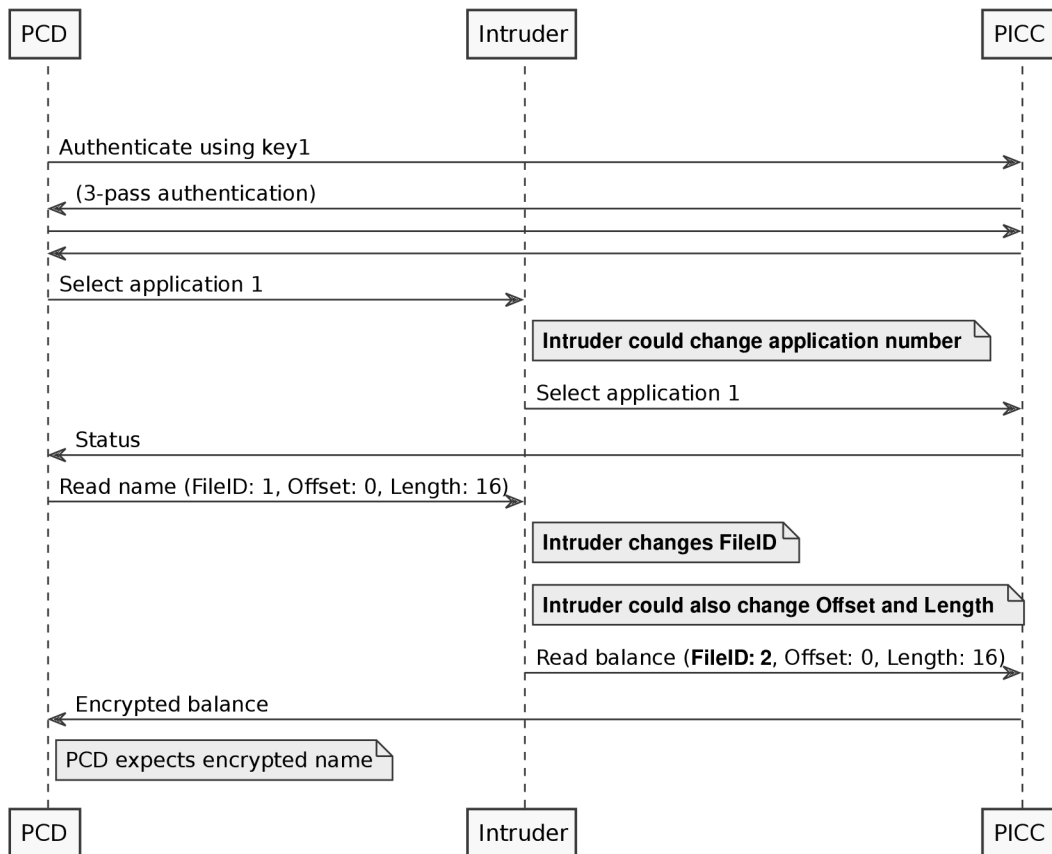 PCD
Intruder
PICC
Authenticate using key1
(3-pass authentication)
Select application 1
Intruder could change application number
Select application 1
Status
Read name (FileID: 1, Offset: 0, Length: 16)
Intruder changes FileID
Intruder could also change Offset and Length
Read balance (FileID: 2, Offset: 0, Length: 16)
Encrypted balance
PCD expects encrypted name
PCD
Intruder
PICC